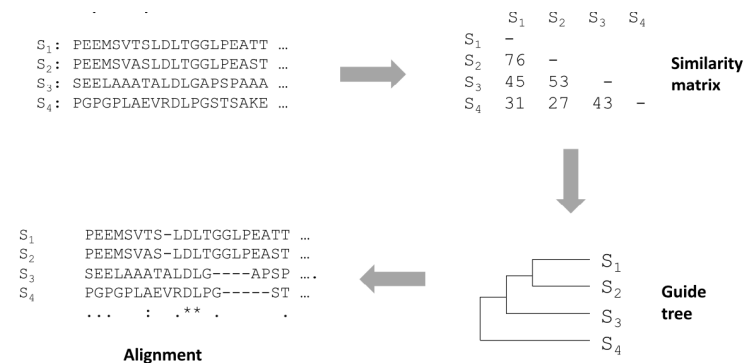 S1: PEEMSVTSLDLTGGLPEATT …
S2: PEEMSVASLDLTGGLPEAST …
S3: SEELAAATALDLGAPSPAAA …
S4: PGPGPLAEVRDLPGSTSAKE …
S1 S2 S3 S4
S1 –
S2 76 –
S3 45 53 –
S4 31 27 43 –
Similarity
matrix
S1 PEEMSVTS-LDLTGGLPEATT …
S2 PEEMSVAS-LDLTGGLPEAST …
S3 SEELAAATALDLG----APSP ….
S4 PGPGPLAEVRDLPG-----ST …
... : .** . .
Alignment
S1
S2
S3
S4
Guide
tree